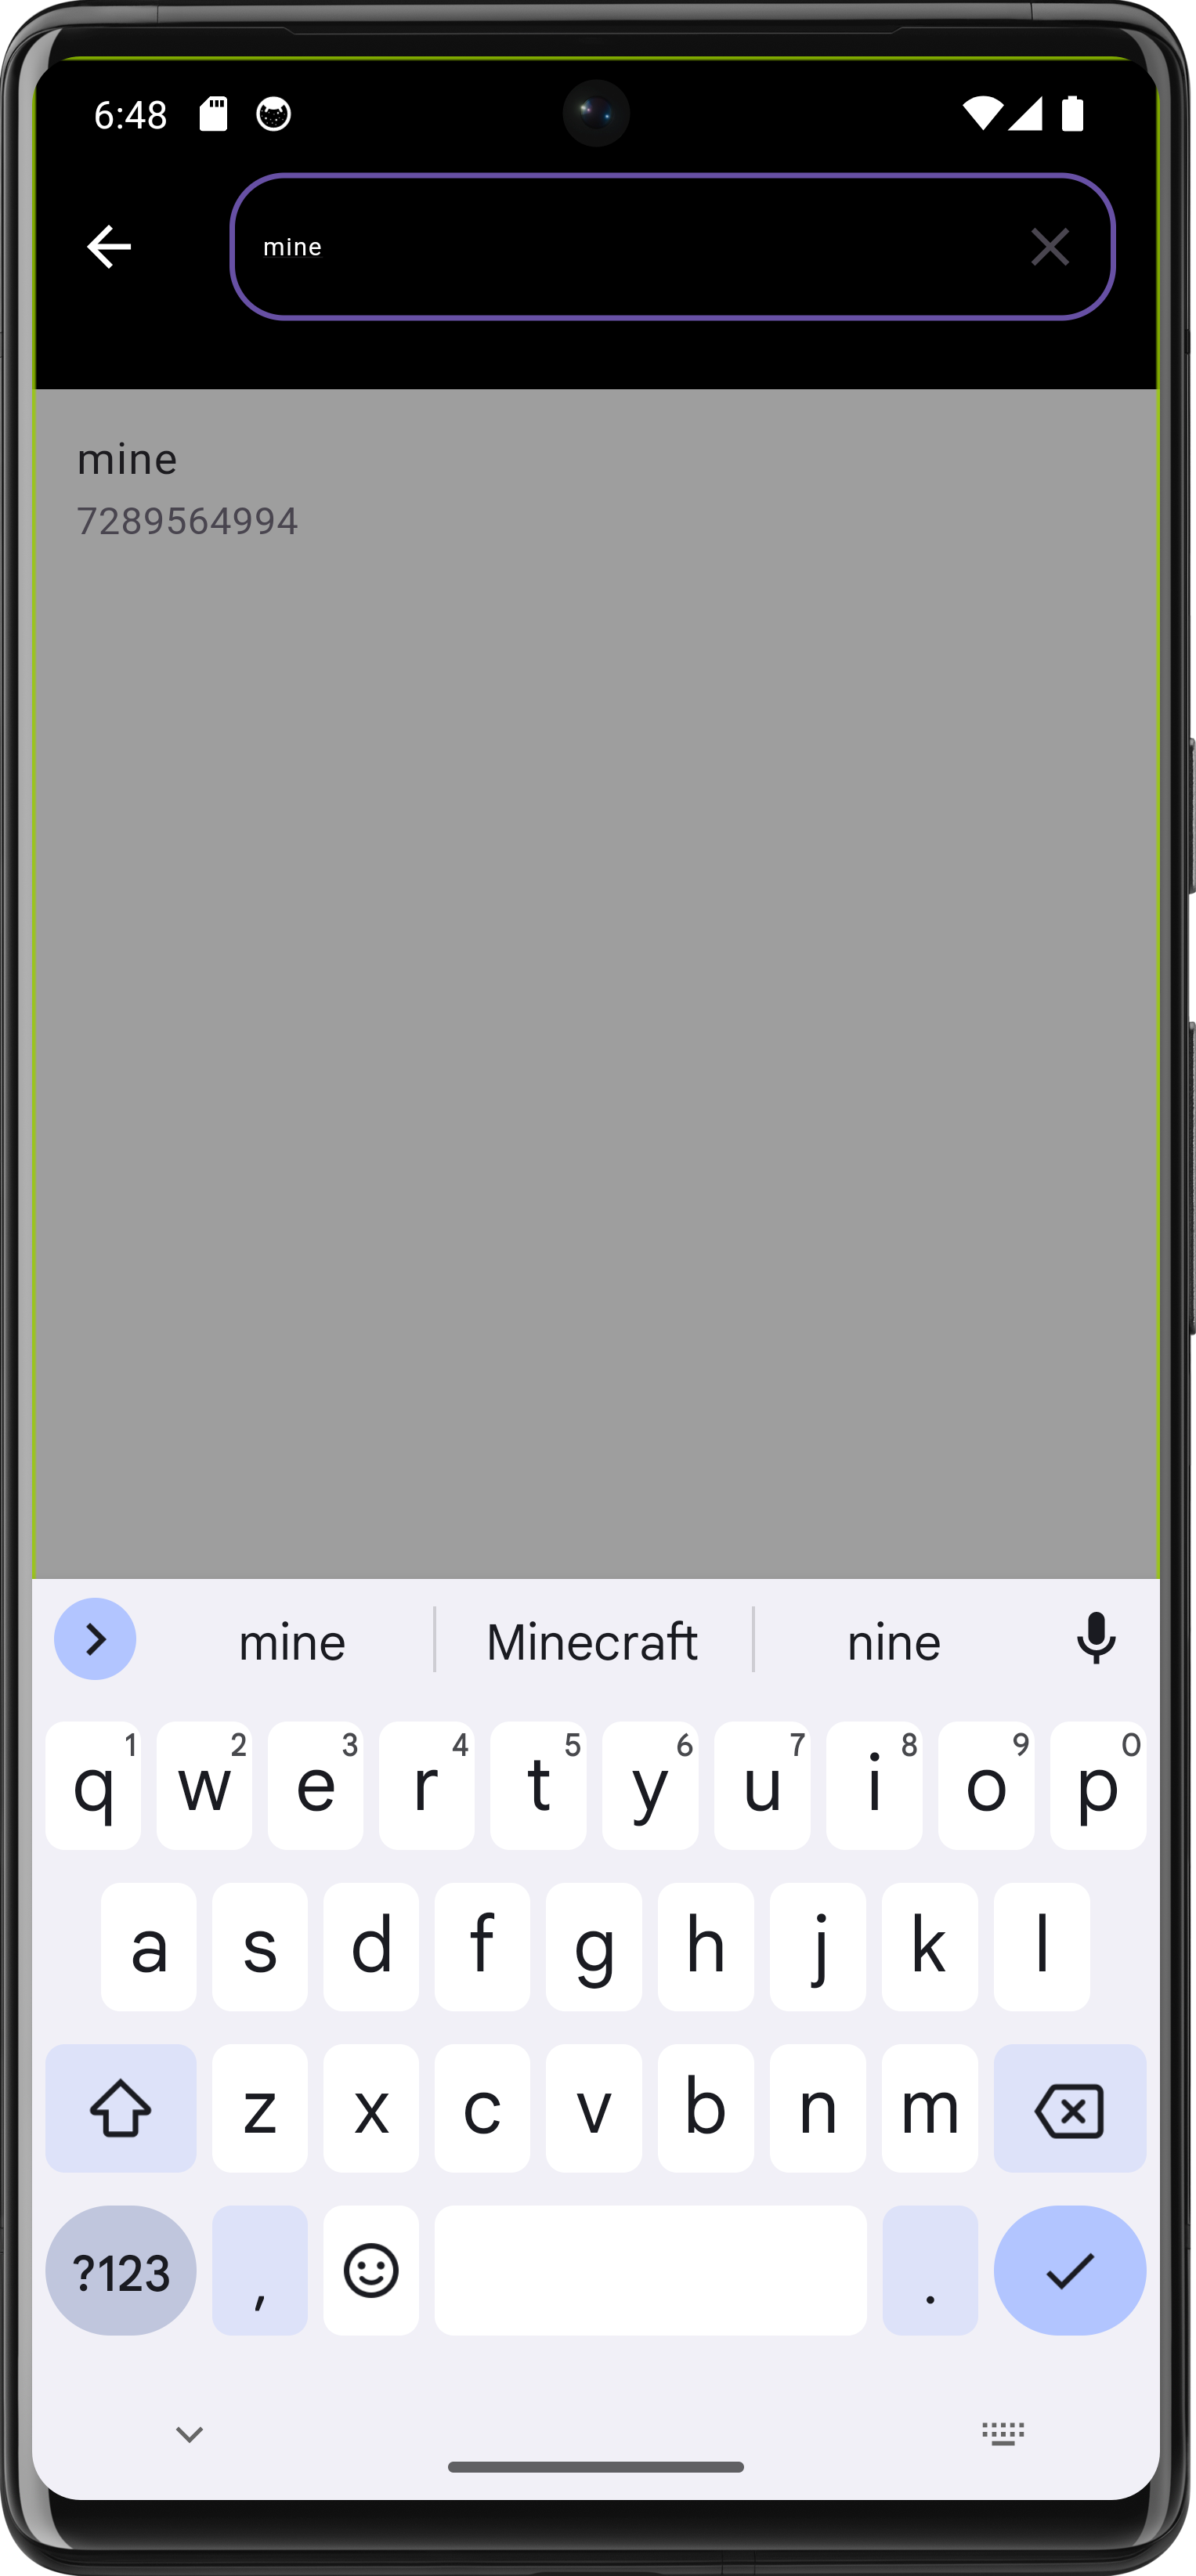 6:48
mine
mine
7289564994
mine Minecraft nine
q1 w2 e3 r4 t5 y6 u7 i8 o9 p0
a s d f g h j k l
z x c v b n m
?123 , .